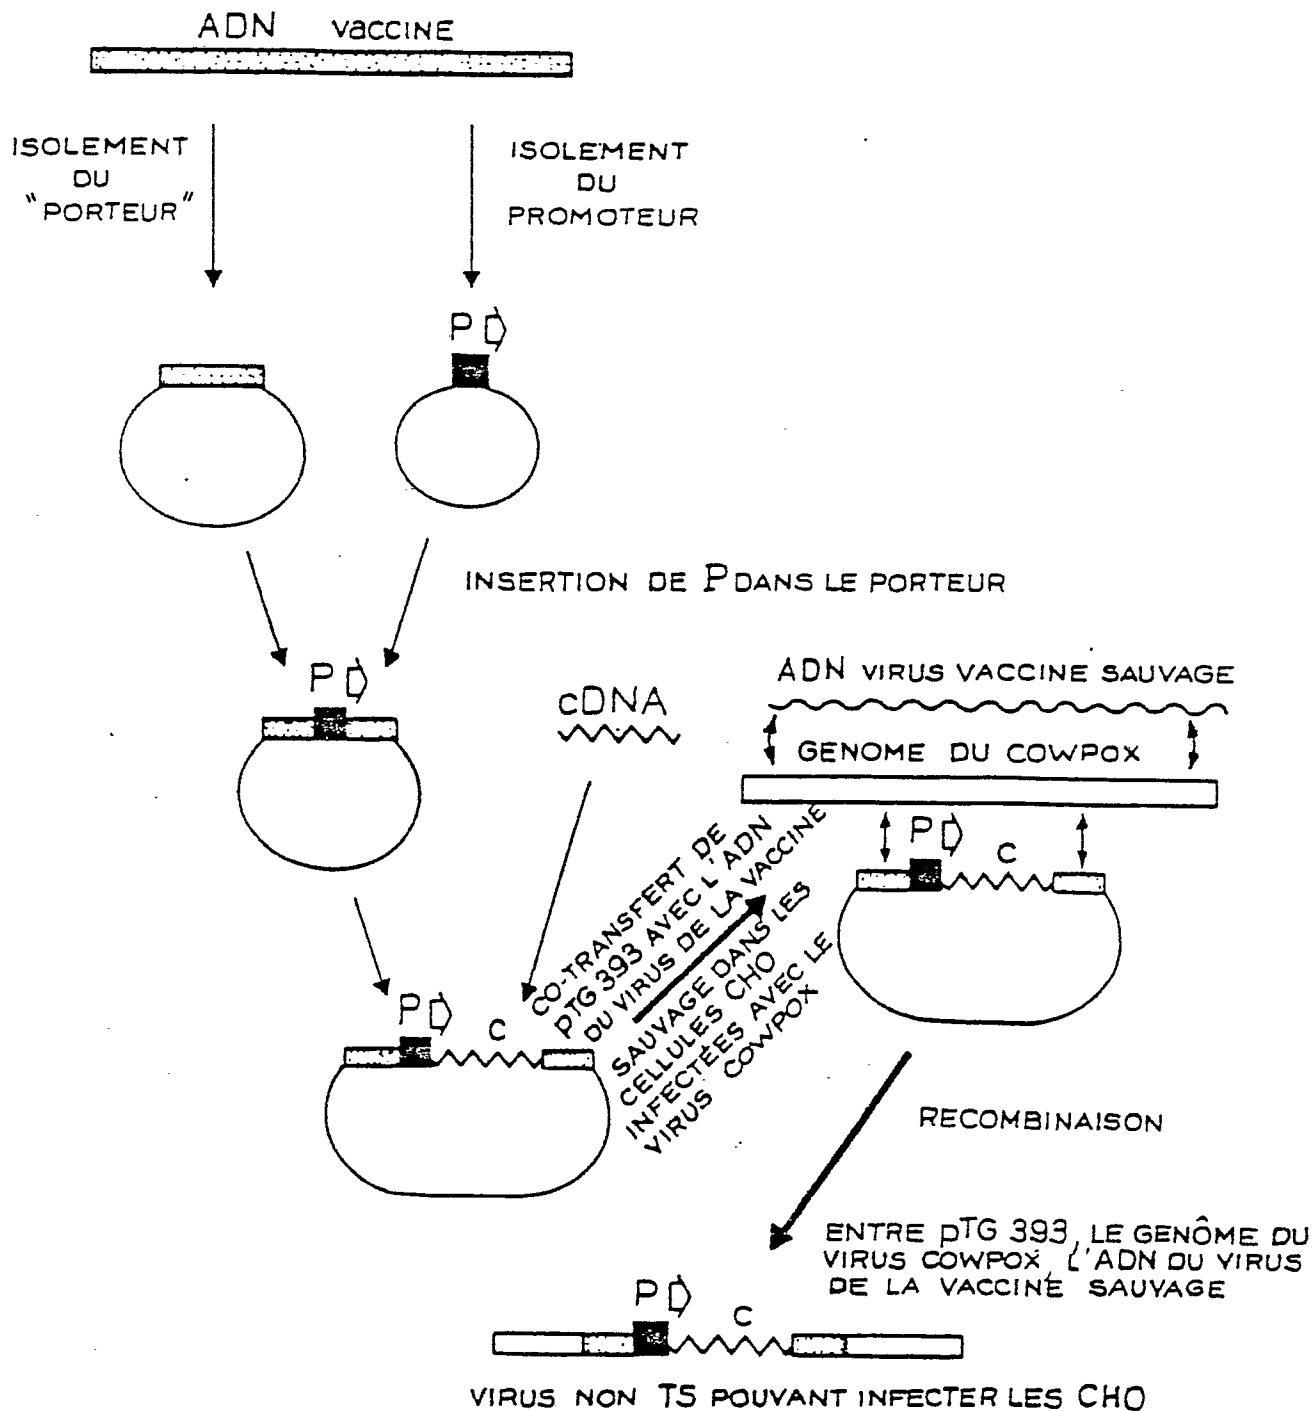 ADN VACCINE
ISOLEMENT
DU
"PORTEUR"
ISOLEMENT
DU
PROMOTEUR
P
INSERTION DE P DANS LE PORTEUR
P
cDNA
ADN VIRUS VACCINE SAUVAGE
GENOME DU COWPOX
P
C
P
C
CO-TRANSFERT DE
pTG 393 AVEC L'ADN
DU VIRUS DE LA VACCINE
SAUVAGE DANS LES
CELLULES CHO
INFECTÉES AVEC LE
VIRUS COWPOX
RECOMBINAISON
ENTRE pTG 393, LE GENÔME DU
VIRUS COWPOX, L'ADN DU VIRUS
DE LA VACCINE SAUVAGE
P
C
VIRUS NON TS POUVANT INFECTER LES CHO